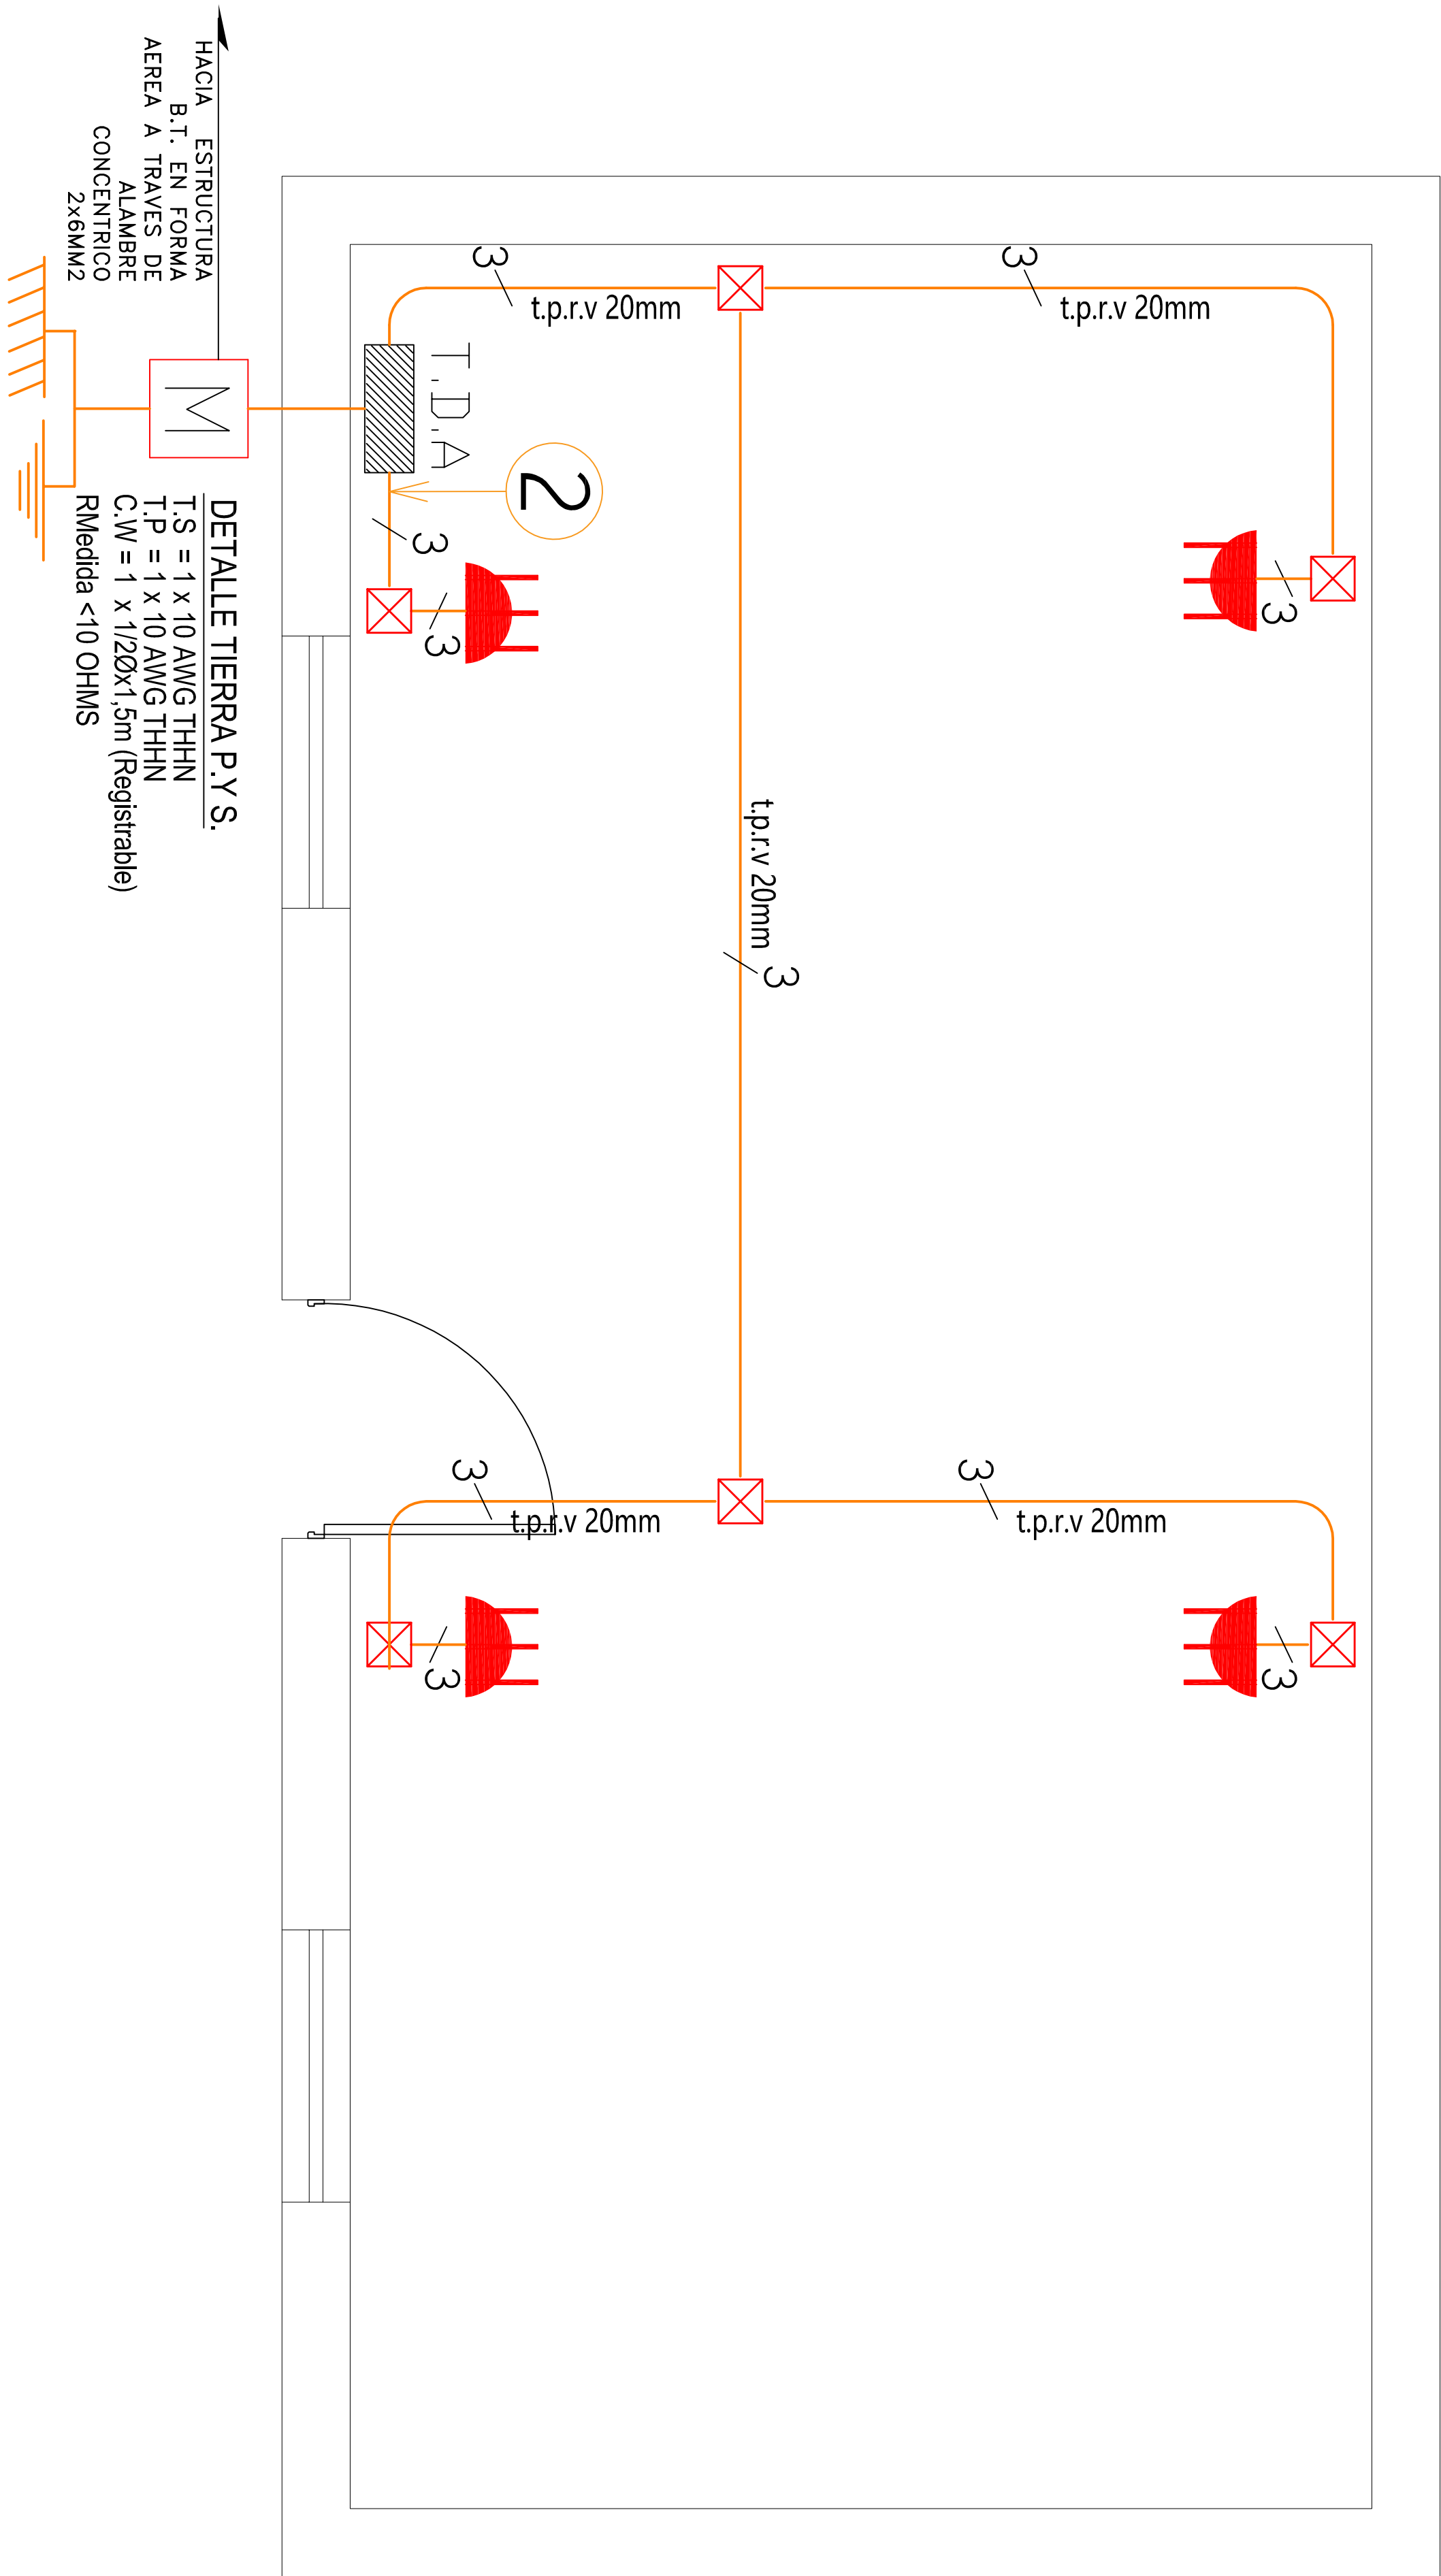 HACIA ESTRUCTURA
B.T. EN FORMA
AEREA A TRAVES DE
ALAMBRE
CONCENTRICO
2x6MM2
M
DETALLE TIERRA P.Y S.
T.S = 1 x 10 AWG THHN
T.P = 1 x 10 AWG THHN
C.W = 1 x 1/2Øx1,5m (Registrable)
RMedida <10 OHMS
T.D.A
2
3
3
3
t.p.r.v 20mm
3
t.p.r.v 20mm
3
t.p.r.v 20mm
3
3
t.p.r.v 20mm
3
t.p.r.v 20mm
3
3